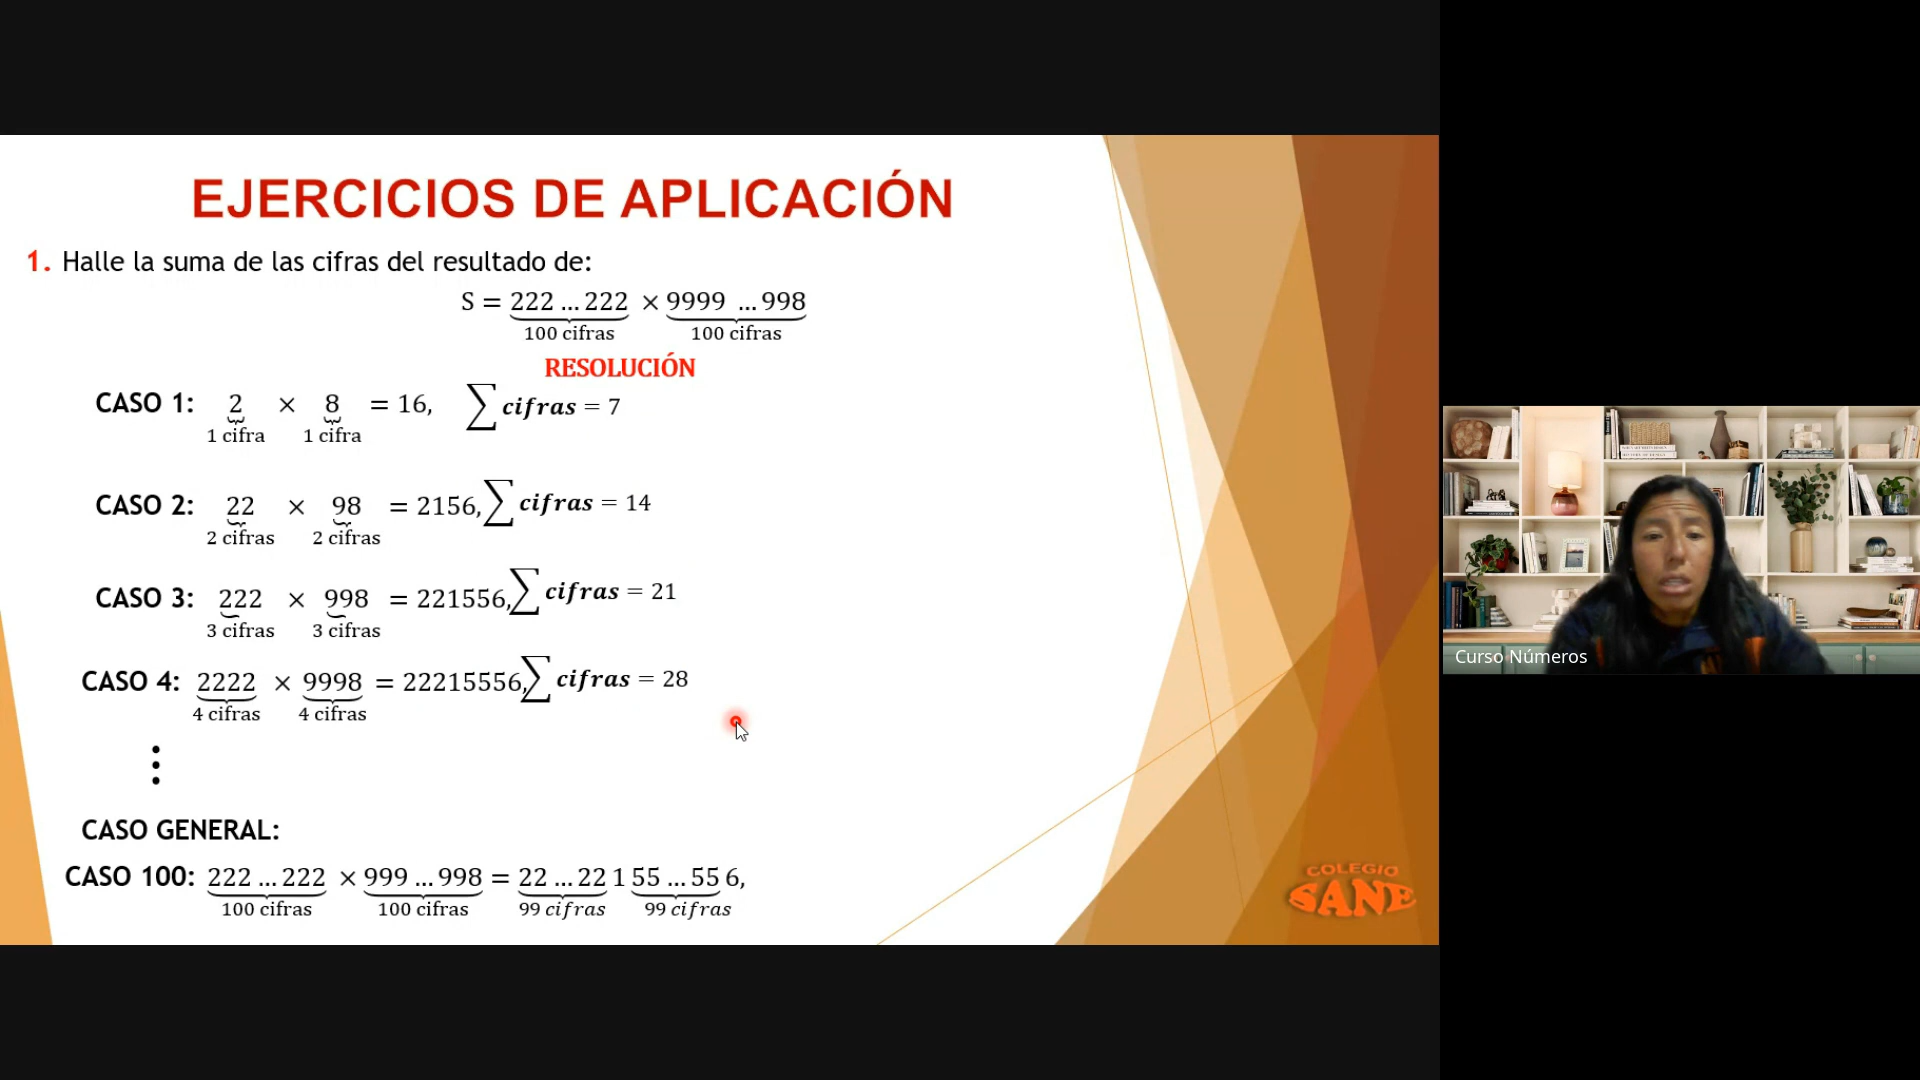 EJERCICIOS DE APLICACIÓN
1. Halle la suma de las cifras del resultado de:
S = 222 ... 222 × 9999 ... 998
100 cifras 100 cifras
RESOLUCIÓN
CASO 1: 2 × 8 = 16, ∑ cifras = 7
1 cifra 1 cifra
CASO 2: 22 × 98 = 2156, ∑ cifras = 14
2 cifras 2 cifras
CASO 3: 222 × 998 = 221556, ∑ cifras = 21
3 cifras 3 cifras
CASO 4: 2222 × 9998 = 22215556, ∑ cifras = 28
4 cifras 4 cifras
⋮
CASO GENERAL:
CASO 100: 222 ... 222 × 999 ... 998 = 22 ... 22 1 55 ... 55 6,
100 cifras 100 cifras 99 cifras 99 cifras
COLEGIO
SANE
Curso Números